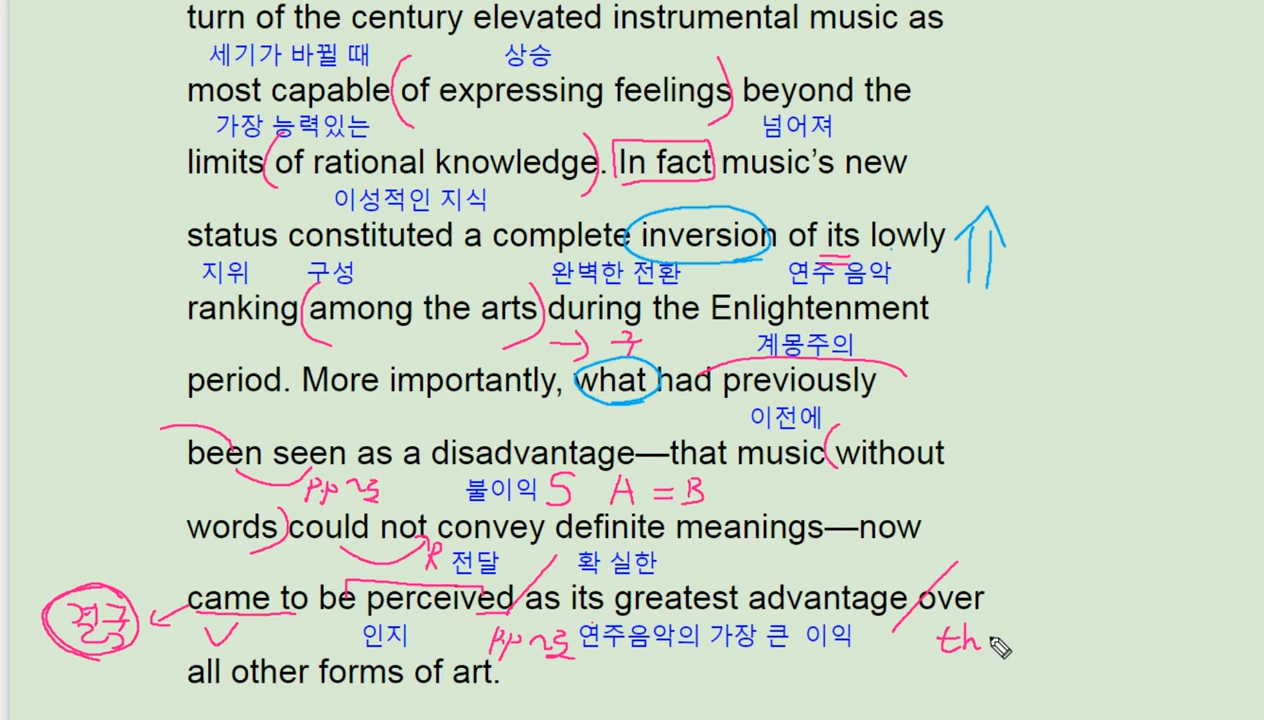 turn of the century elevated instrumental music as
세기가 바뀔 때 상승
most capable of expressing feelings beyond the
가장 능력있는 넘어져
limits of rational knowledge. In fact music's new
이성적인 지식
status constituted a complete inversion of its lowly
지위 구성 완벽한 전환 연주 음악
ranking among the arts during the Enlightenment
계몽주의
period. More importantly, what had previously
이전에
been seen as a disadvantage—that music without
p.p 로 불이익 S A = B
words could not convey definite meanings—now
전달 확 실한
came to be perceived as its greatest advantage over
결국 인지 p.p 로 연주음악의 가장 큰 이익 th
all other forms of art.